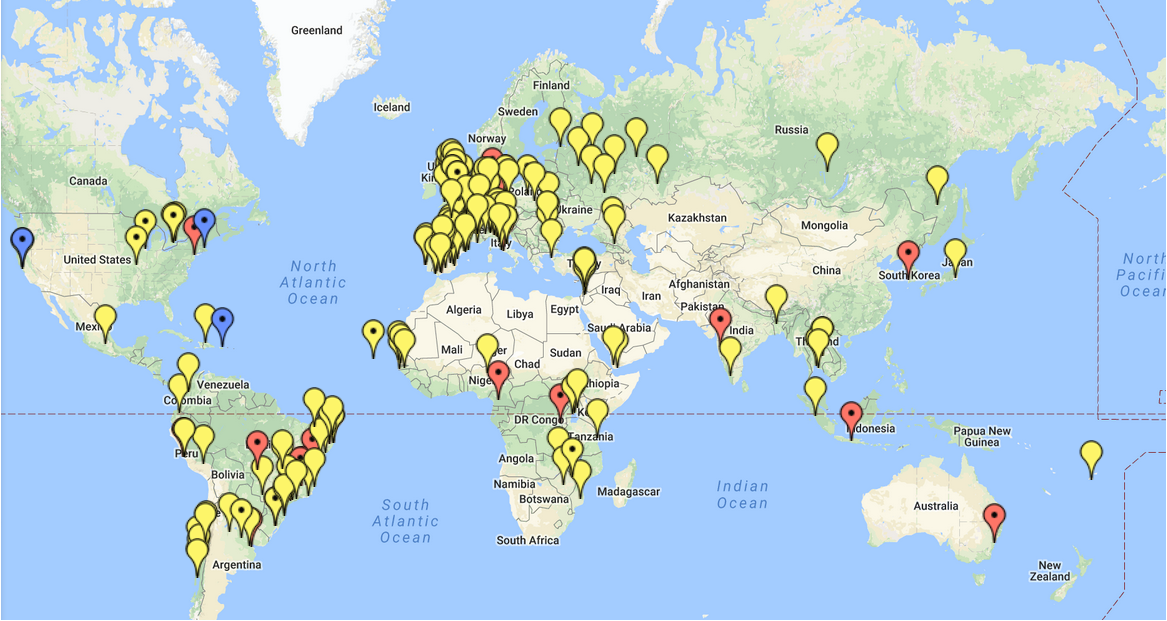 Greenland
Iceland
Finland
Sweden
Norway
Russia
Canada
Ukraine
Kazakhstan
Mongolia
United States
North
Atlantic
Ocean
Italy
China
South Korea
Japan
North
Pacific
Ocean
Iraq
Iran
Afghanistan
Pakistan
Algeria
Libya
Egypt
Mexico
Saudi Arabia
India
Mali
Niger
Chad
Sudan
Thailand
Venezuela
Colombia
Nigeria
Ethiopia
DR Congo
Tanzania
Indonesia
Papua New
Guinea
Peru
Angola
Bolivia
Namibia
Botswana
Madagascar
Indian
Ocean
South
Atlantic
Ocean
Australia
South Africa
Argentina
New
Zealand